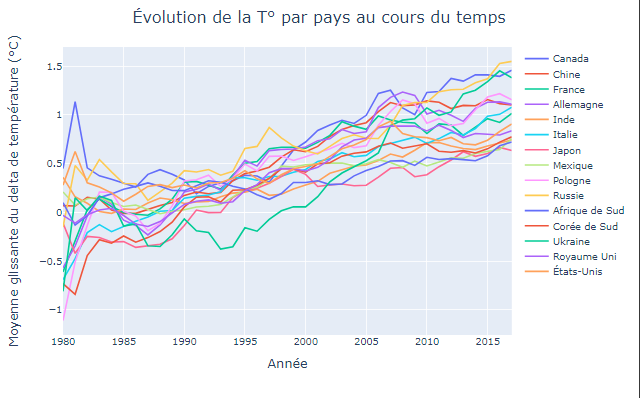 Évolution de la T° par pays au cours du temps
Moyenne glissante du delta de température (°C)
1.5
1
0.5
0
−0.5
−1
1980
1985
1990
1995
2000
2005
2010
2015
Année
Canada
Chine
France
Allemagne
Inde
Italie
Japon
Mexique
Pologne
Russie
Afrique de Sud
Corée de Sud
Ukraine
Royaume Uni
États-Unis